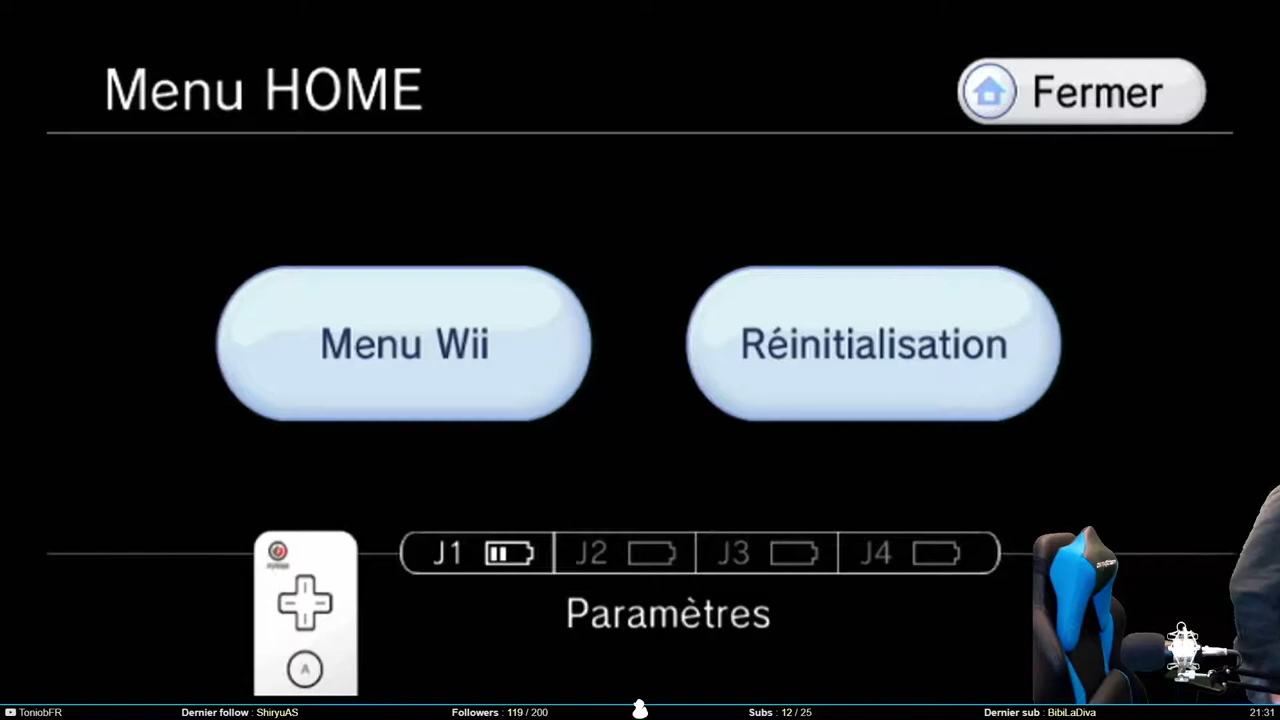 Menu HOME
Fermer
Menu Wii
Réinitialisation
J1 J2 J3 J4
Paramètres
A
ToniobFR Dernier follow : ShiryuAS Followers : 119 / 200 Subs : 12 / 25 Dernier sub : BibiLaDiva 21:31